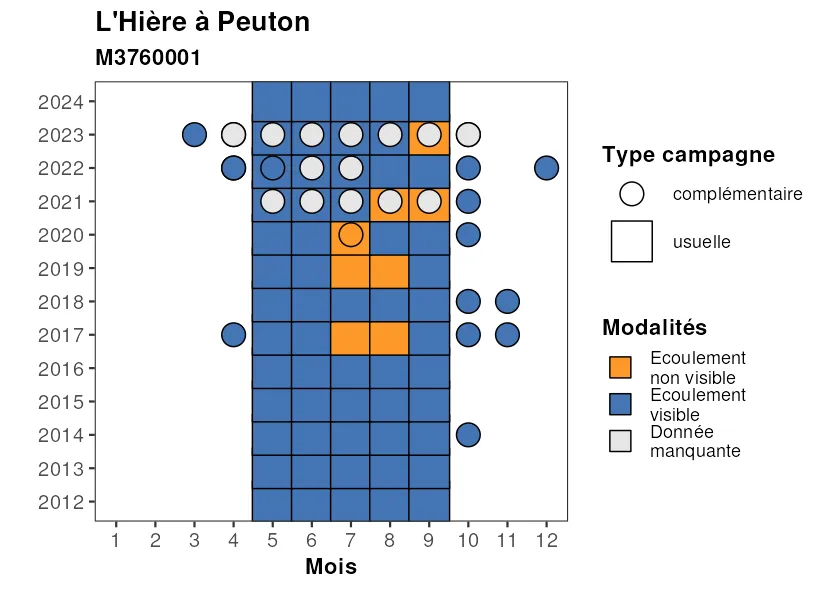 L'Hière à Peuton
M3760001
2024
2023
2022
2021
2020
2019
2018
2017
2016
2015
2014
2013
2012
1 2 3 4 5 6 7 8 9 10 11 12
Mois
Type campagne
complémentaire
usuelle
Modalités
Ecoulement
non visible
Ecoulement
visible
Donnée
manquante